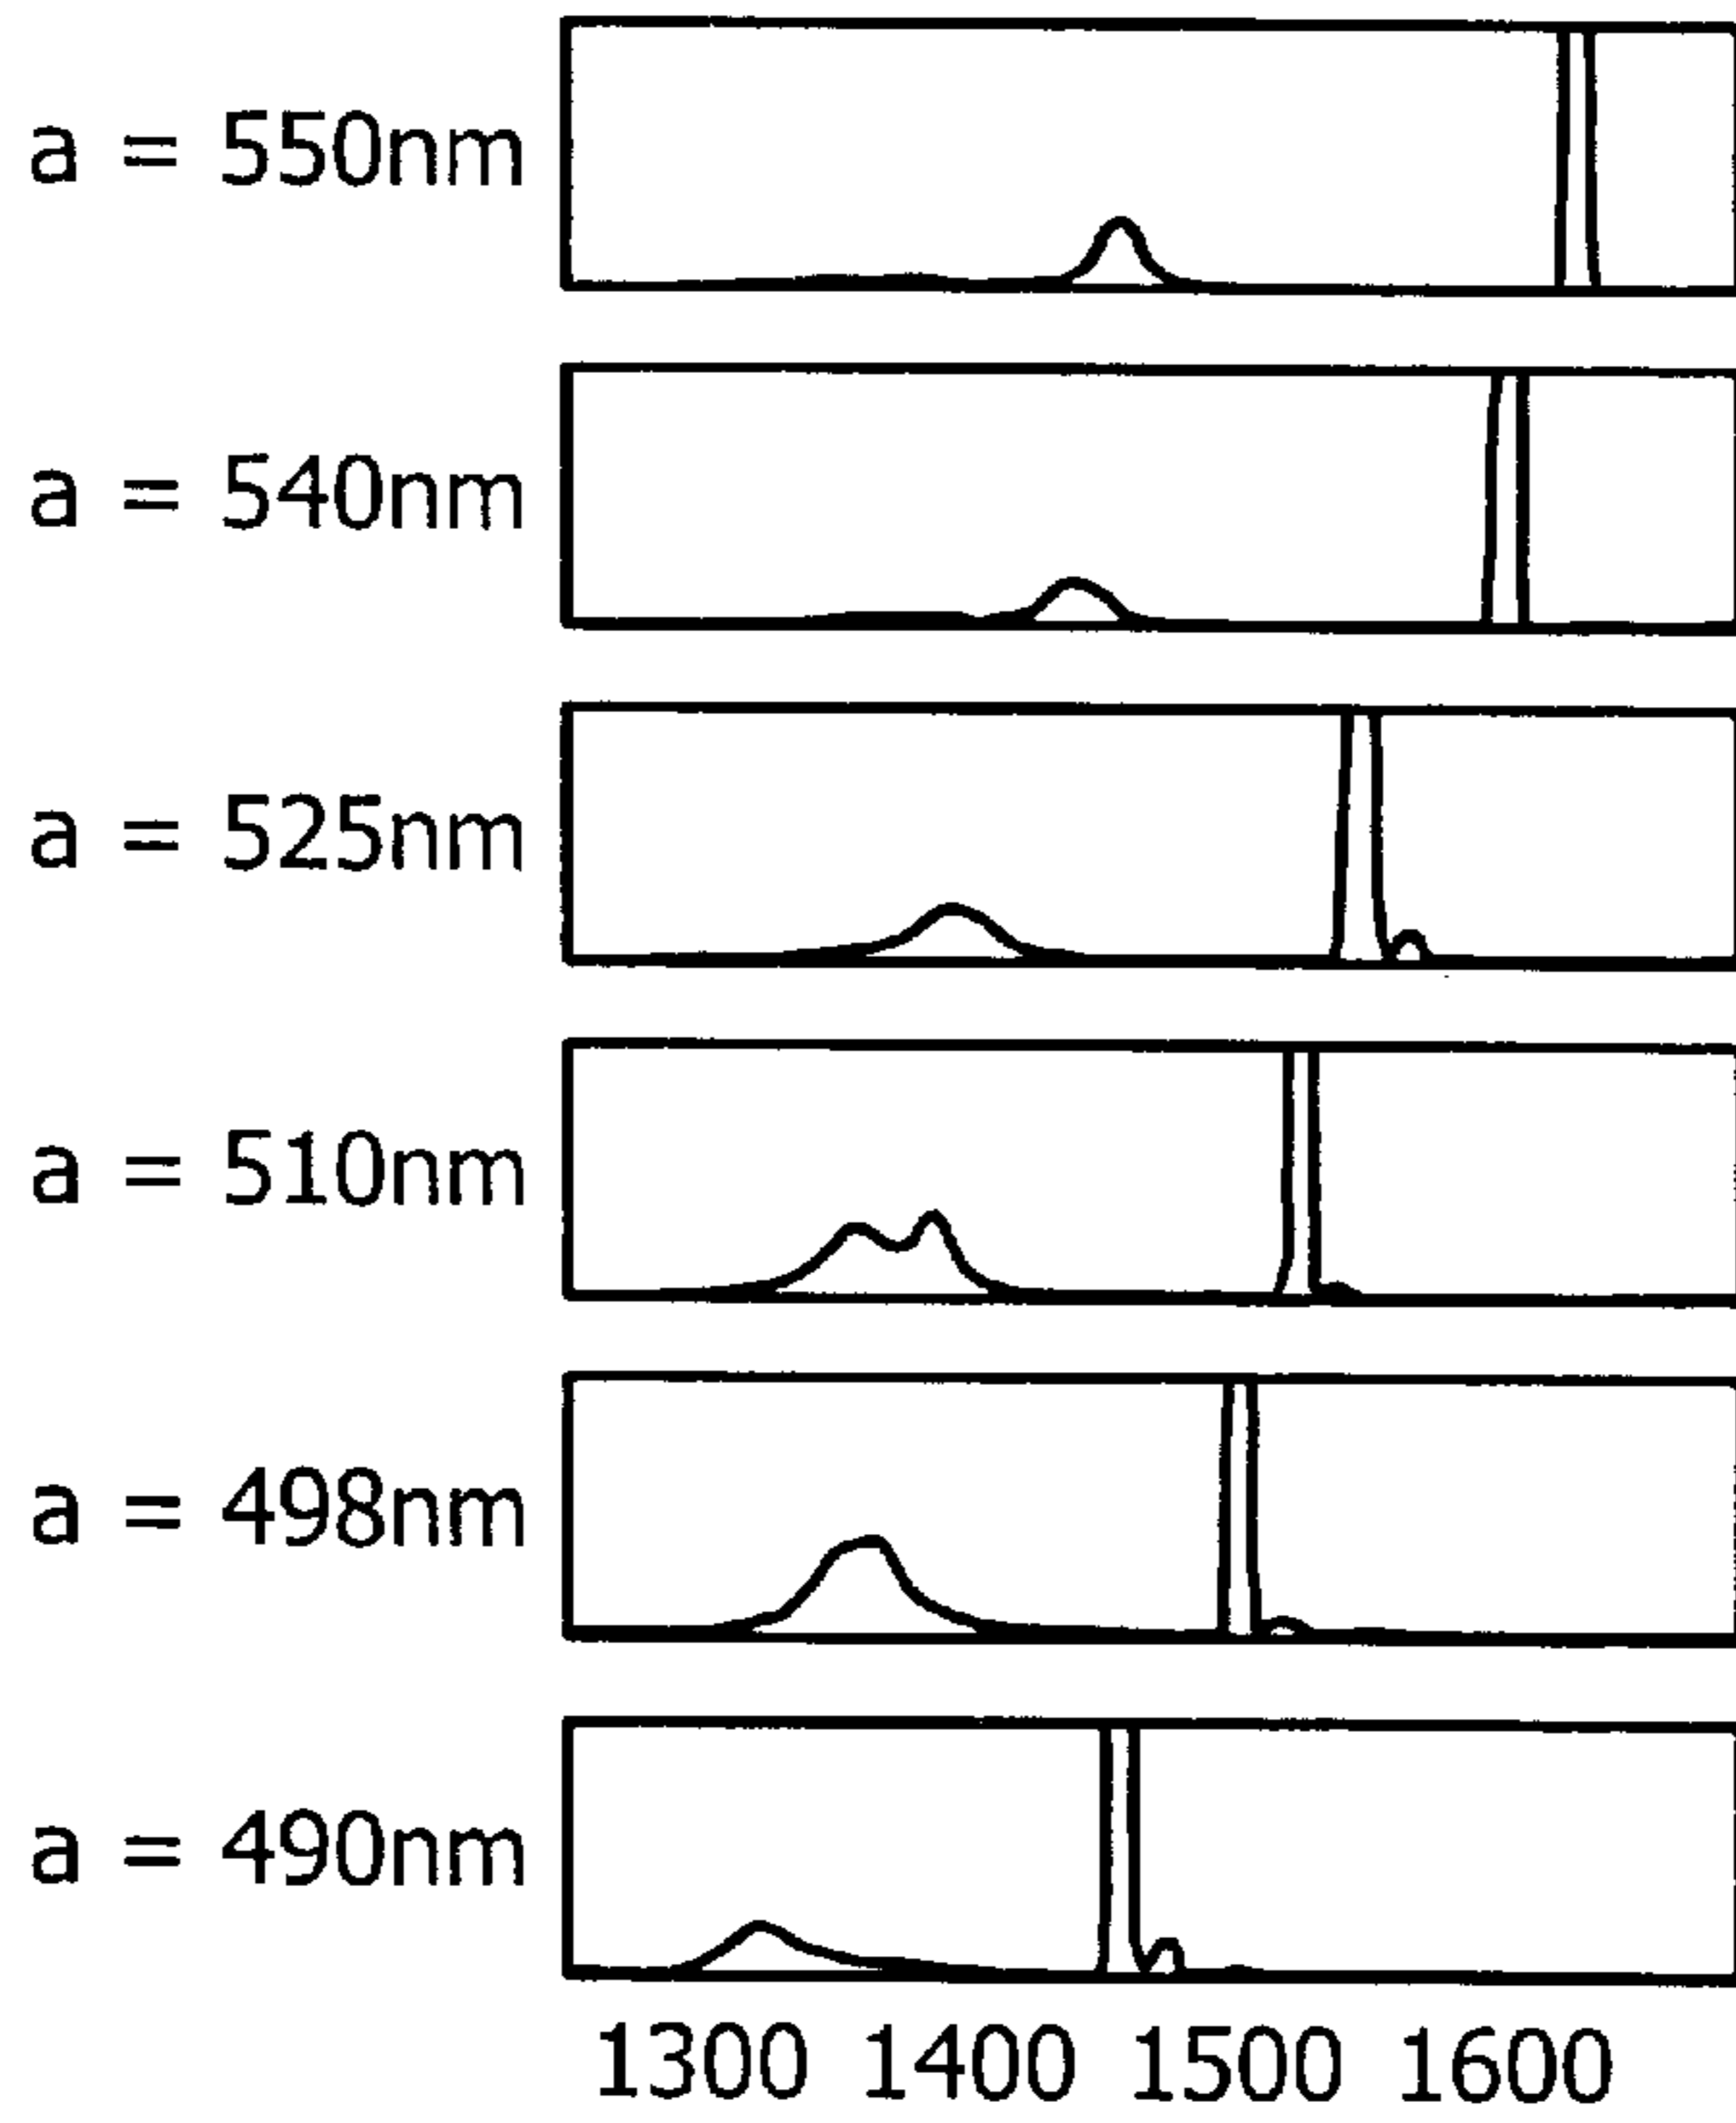 a = 550nm
a = 540nm
a = 525nm
a = 510nm
a = 498nm
a = 490nm
1300 1400 1500 1600